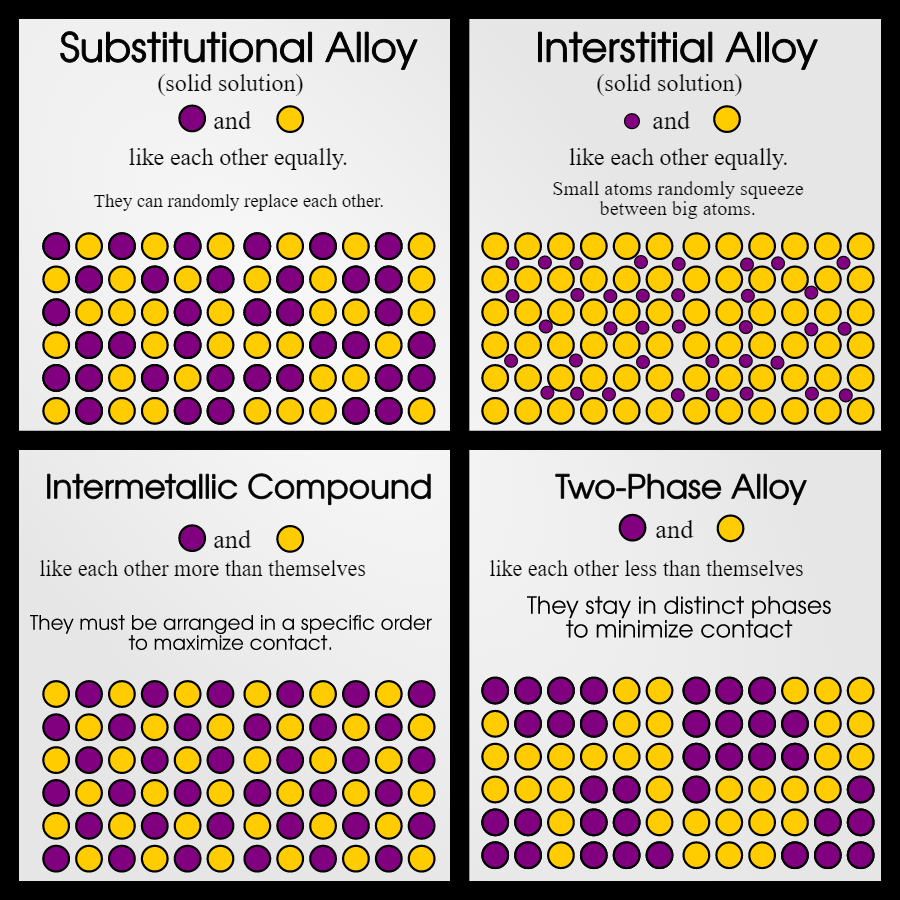 Substitutional Alloy
(solid solution)
and
like each other equally.
They can randomly replace each other.
Interstitial Alloy
(solid solution)
and
like each other equally.
Small atoms randomly squeeze
between big atoms.
Intermetallic Compound
and
like each other more than themselves
They must be arranged in a specific order
to maximize contact.
Two-Phase Alloy
and
like each other less than themselves
They stay in distinct phases
to minimize contact